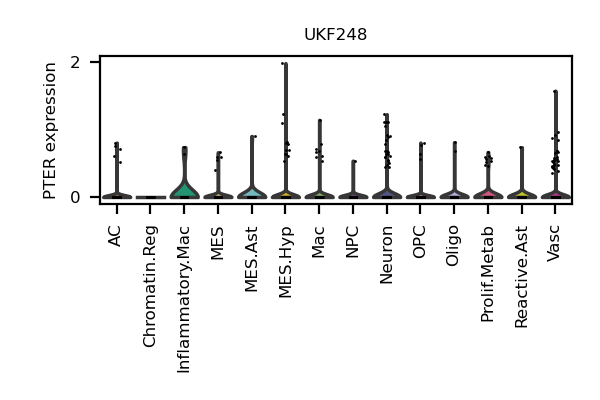 UKF248
PTER expression
2
0
AC
Chromatin.Reg
Inflammatory.Mac
MES
MES.Ast
MES.Hyp
Mac
NPC
Neuron
OPC
Oligo
Prolif.Metab
Reactive.Ast
Vasc